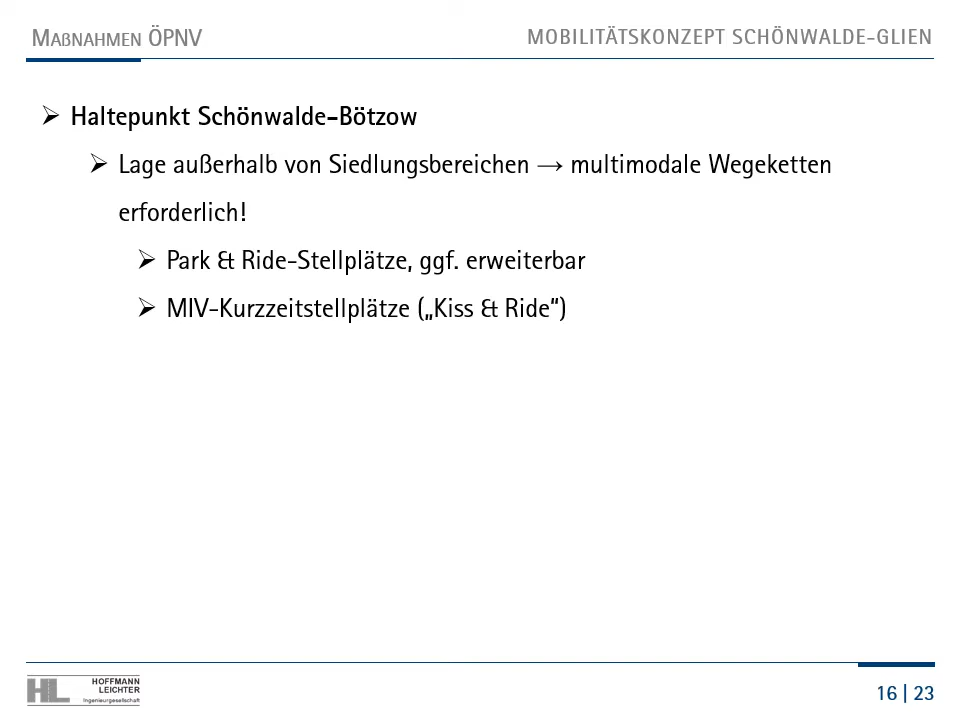 Maßnahmen ÖPNV
MOBILITÄTSKONZEPT SCHÖNWALDE-GLIEN
➢ Haltepunkt Schönwalde-Bötzow
➢ Lage außerhalb von Siedlungsbereichen → multimodale Wegeketten
erforderlich!
➢ Park & Ride-Stellplätze, ggf. erweiterbar
➢ MIV-Kurzzeitstellplätze („Kiss & Ride“)
HL HOFFMANN
LEICHTER
Ingenieurgesellschaft
16 | 23